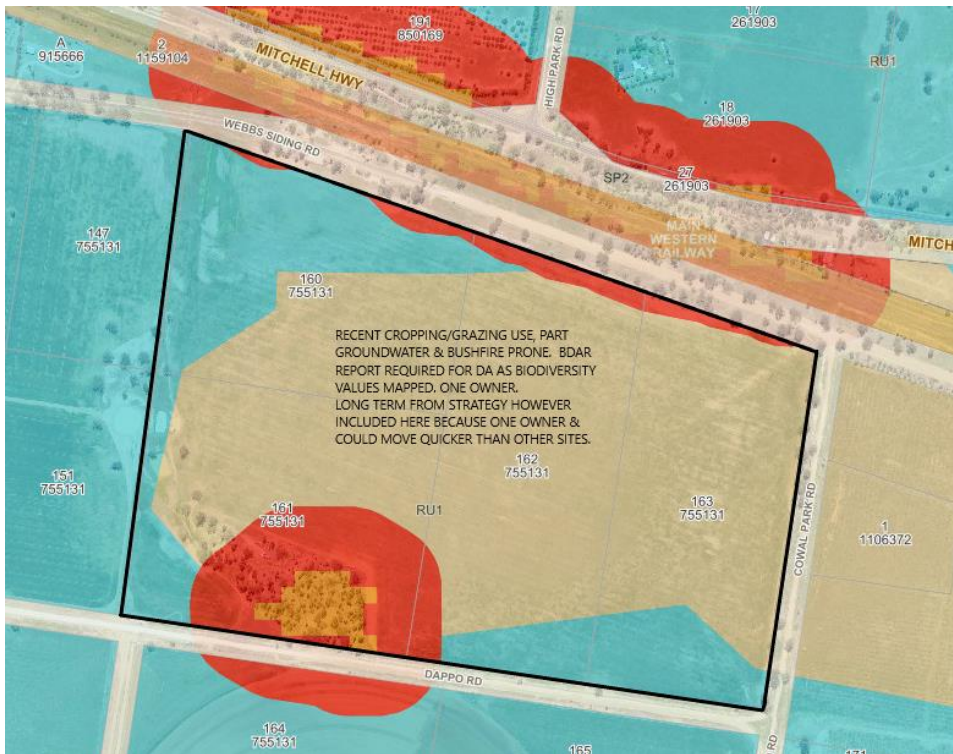 17
261903
191
850169
A
915666
2
1159104
MITCHELL HWY
HIGH PARK RD
RU1
18
261903
WEBBS SIDING RD
27
261903
SP2
MAIN
WESTERN
RAILWAY
MITCH
147
755131
160
755131
RECENT CROPPING/GRAZING USE, PART
GROUNDWATER & BUSHFIRE PRONE. BDAR
REPORT REQUIRED FOR DA AS BIODIVERSITY
VALUES MAPPED. ONE OWNER.
LONG TERM FROM STRATEGY HOWEVER
INCLUDED HERE BECAUSE ONE OWNER &
COULD MOVE QUICKER THAN OTHER SITES.
162
755131
151
755131
161
755131
RU1
163
755131
COWAL PARK RD
1
1106372
DAPPO RD
164
755131
165
RD
171